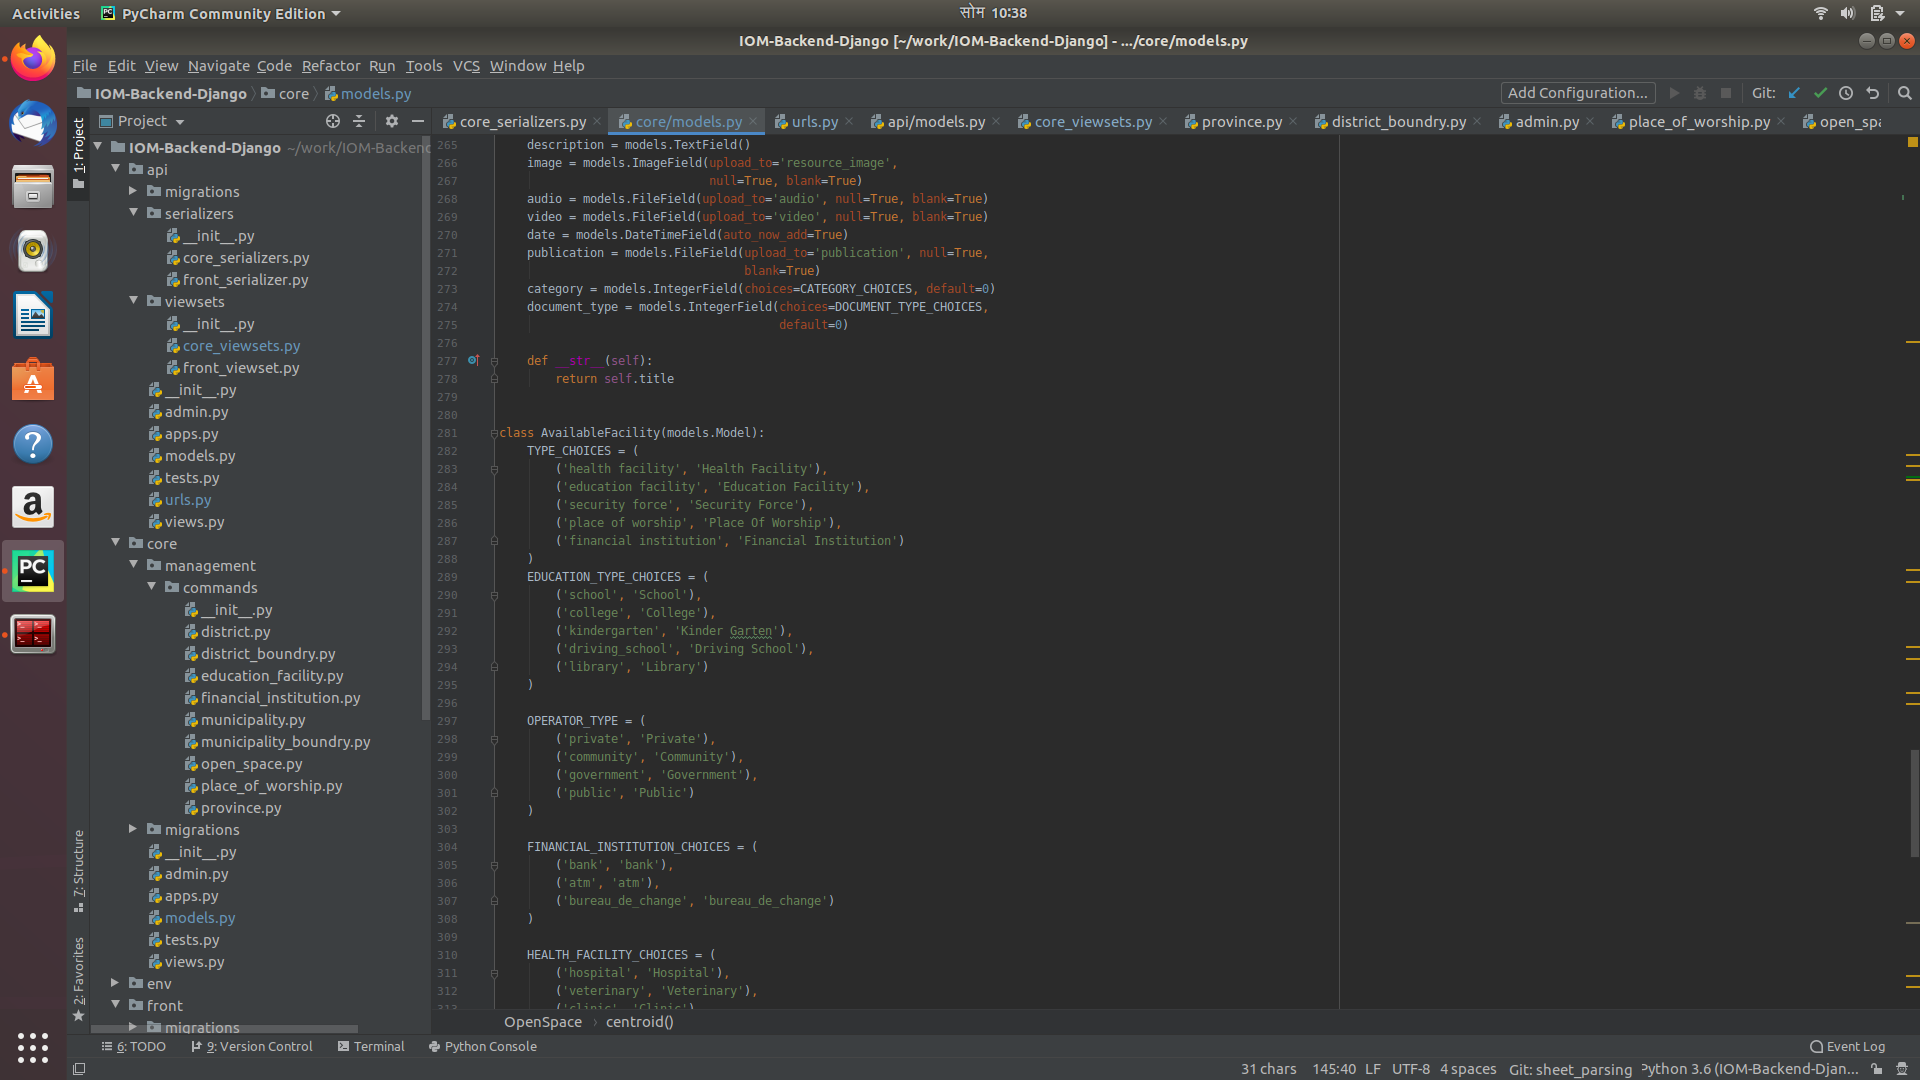 Activities PyCharm Community Edition सोम 10:38
IOM-Backend-Django [~/work/IOM-Backend-Django] - .../core/models.py
File Edit View Navigate Code Refactor Run Tools VCS Window Help
IOM-Backend-Django core models.py Add Configuration... Git:
1: Project
Project
core_serializers.py core/models.py urls.py api/models.py core_viewsets.py province.py district_boundry.py admin.py place_of_worship.py open_spa
IOM-Backend-Django ~/work/IOM-Backend
api
migrations
serializers
__init__.py
core_serializers.py
front_serializer.py
viewsets
__init__.py
core_viewsets.py
front_viewset.py
__init__.py
admin.py
apps.py
models.py
tests.py
urls.py
views.py
core
management
commands
__init__.py
district.py
district_boundry.py
education_facility.py
financial_institution.py
municipality.py
municipality_boundry.py
open_space.py
place_of_worship.py
province.py
migrations
__init__.py
admin.py
apps.py
models.py
tests.py
views.py
env
front
migrations
7: Structure
2: Favorites
265 description = models.TextField()
266 image = models.ImageField(upload_to='resource_image',
267 null=True, blank=True)
268 audio = models.FileField(upload_to='audio', null=True, blank=True)
269 video = models.FileField(upload_to='video', null=True, blank=True)
270 date = models.DateTimeField(auto_now_add=True)
271 publication = models.FileField(upload_to='publication', null=True,
272 blank=True)
273 category = models.IntegerField(choices=CATEGORY_CHOICES, default=0)
274 document_type = models.IntegerField(choices=DOCUMENT_TYPE_CHOICES,
275 default=0)
276
277 def __str__(self):
278 return self.title
279
280
281 class AvailableFacility(models.Model):
282 TYPE_CHOICES = (
283 ('health facility', 'Health Facility'),
284 ('education facility', 'Education Facility'),
285 ('security force', 'Security Force'),
286 ('place of worship', 'Place Of Worship'),
287 ('financial institution', 'Financial Institution')
288 )
289 EDUCATION_TYPE_CHOICES = (
290 ('school', 'School'),
291 ('college', 'College'),
292 ('kindergarten', 'Kinder Garten'),
293 ('driving_school', 'Driving School'),
294 ('library', 'Library')
295 )
296
297 OPERATOR_TYPE = (
298 ('private', 'Private'),
299 ('community', 'Community'),
300 ('government', 'Government'),
301 ('public', 'Public')
302 )
303
304 FINANCIAL_INSTITUTION_CHOICES = (
305 ('bank', 'bank'),
306 ('atm', 'atm'),
307 ('bureau_de_change', 'bureau_de_change')
308 )
309
310 HEALTH_FACILITY_CHOICES = (
311 ('hospital', 'Hospital'),
312 ('veterinary', 'Veterinary'),
313 ('clinic', 'Clinic')
OpenSpace centroid()
6: TODO 9: Version Control Terminal Python Console Event Log
31 chars 145:40 LF UTF-8 4 spaces Git: sheet_parsing Python 3.6 (IOM-Backend-Djan...